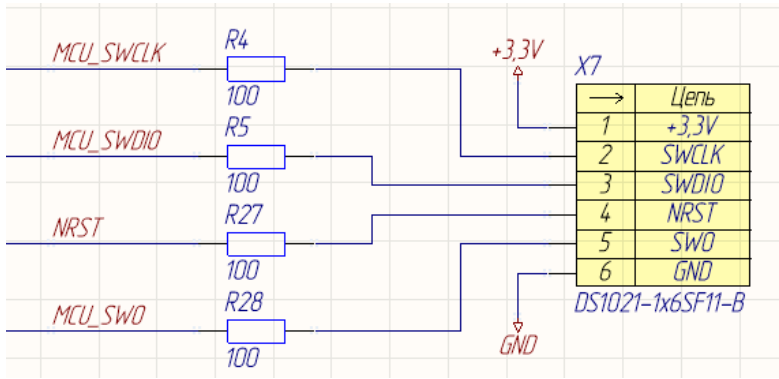 MCU_SWCLK
R4
100
MCU_SWDIO
R5
100
NRST
R27
100
MCU_SWO
R28
100
+3,3V
GND
X7
Цепь
1 +3,3V
2 SWCLK
3 SWDIO
4 NRST
5 SWO
6 GND
DS1021-1x6SF11-B